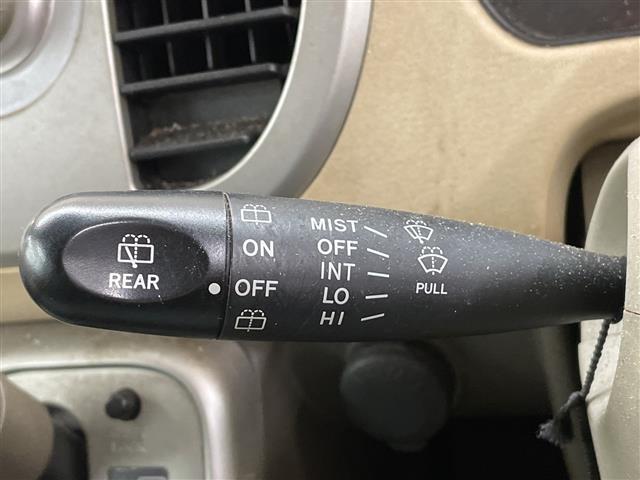 REAR
ON
OFF
MIST
OFF
INT
LO
HI
PULL